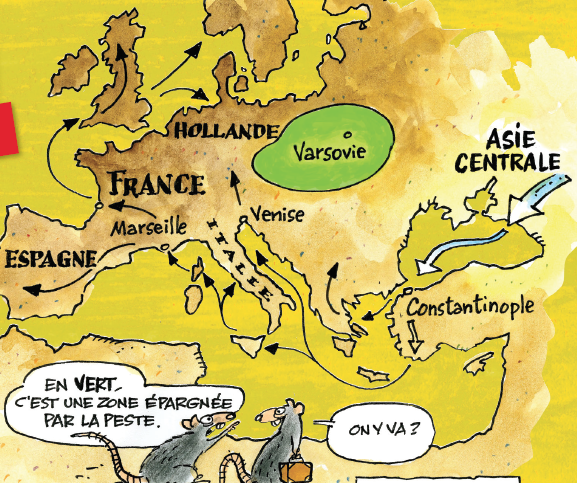 ASIE
CENTRALE
HOLLANDE
Varsovie
FRANCE
Venise
Marseille
ITALIE
ESPAGNE
Constantinople
EN VERT,
C'EST UNE ZONE ÉPARGNÉE
PAR LA PESTE.
ON Y VA ?